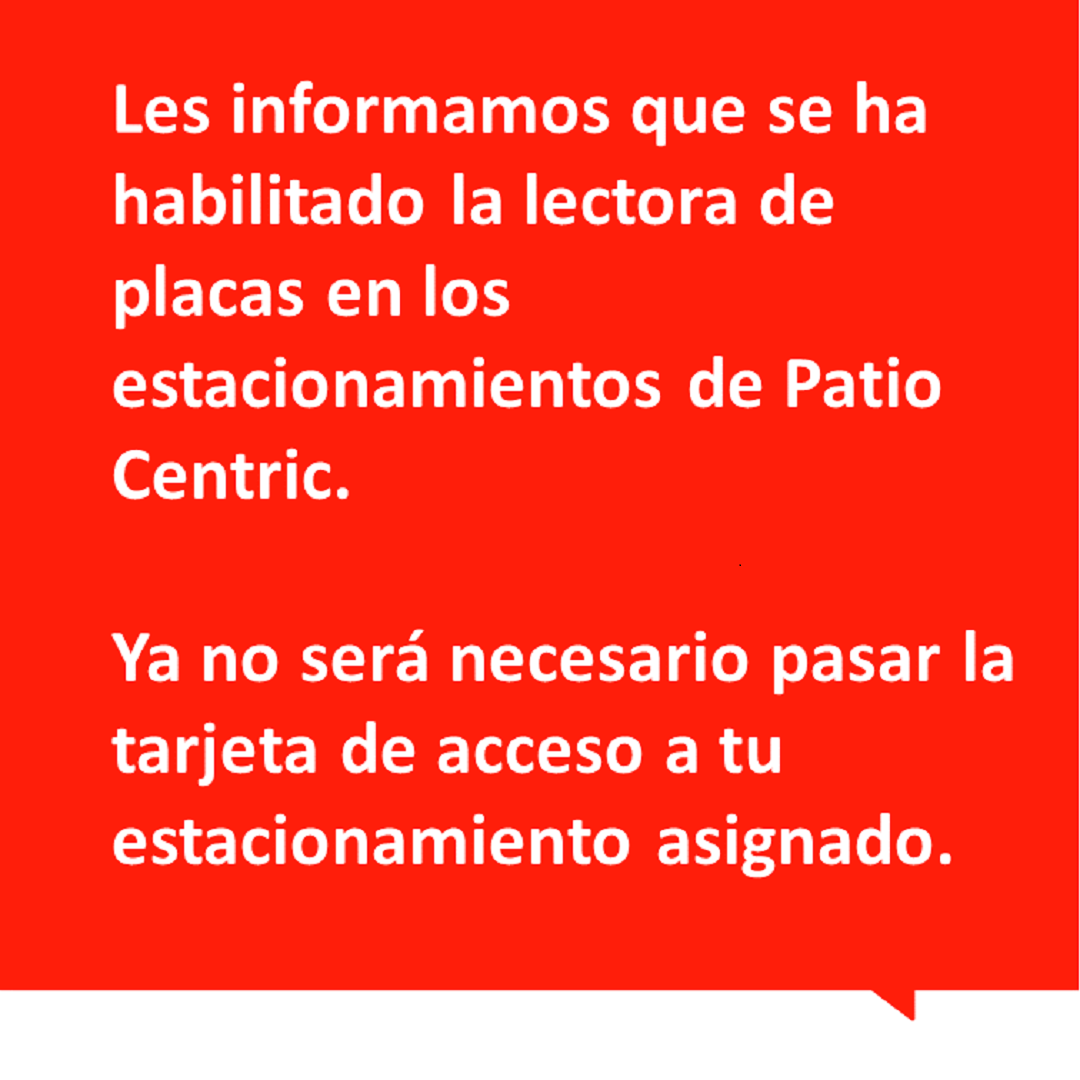 Les informamos que se ha
habilitado la lectora de
placas en los
estacionamientos de Patio
Centric.
Ya no será necesario pasar la
tarjeta de acceso a tu
estacionamiento asignado.